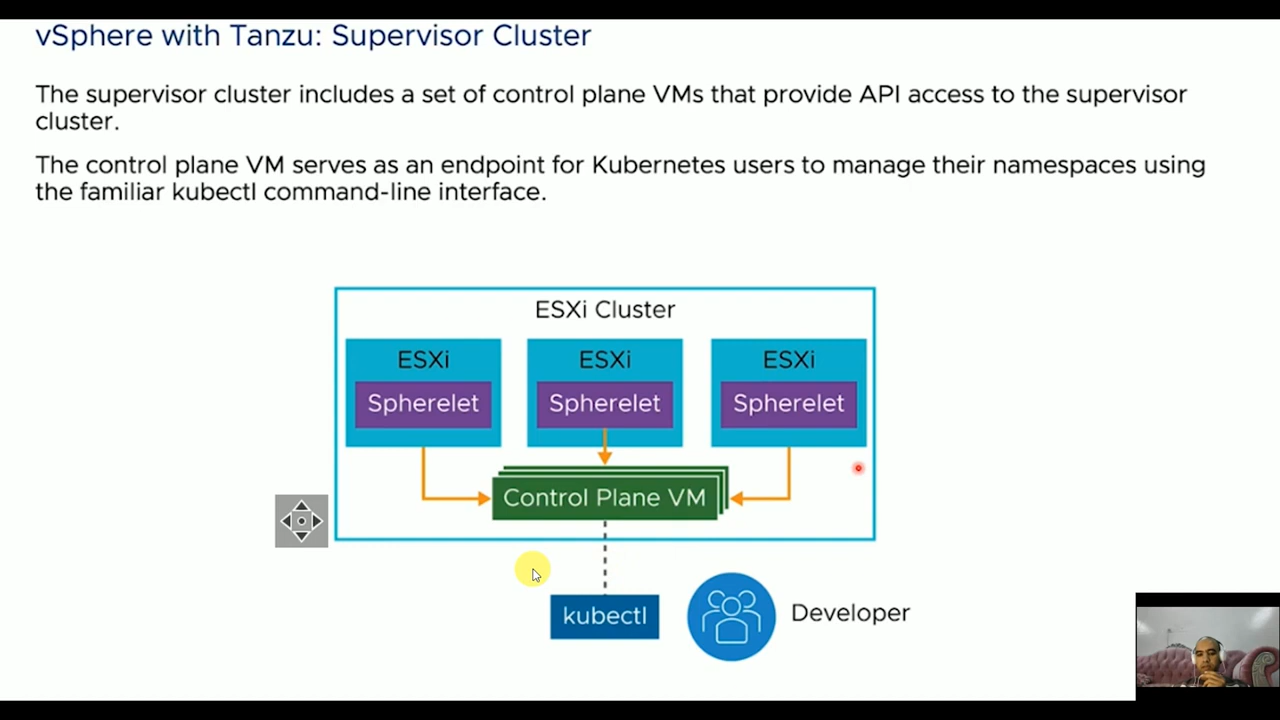 vSphere with Tanzu: Supervisor Cluster
The supervisor cluster includes a set of control plane VMs that provide API access to the supervisor
cluster.
The control plane VM serves as an endpoint for Kubernetes users to manage their namespaces using
the familiar kubectl command-line interface.
ESXi Cluster
ESXi
ESXi
ESXi
Spherelet
Spherelet
Spherelet
Control Plane VM
kubectl
Developer